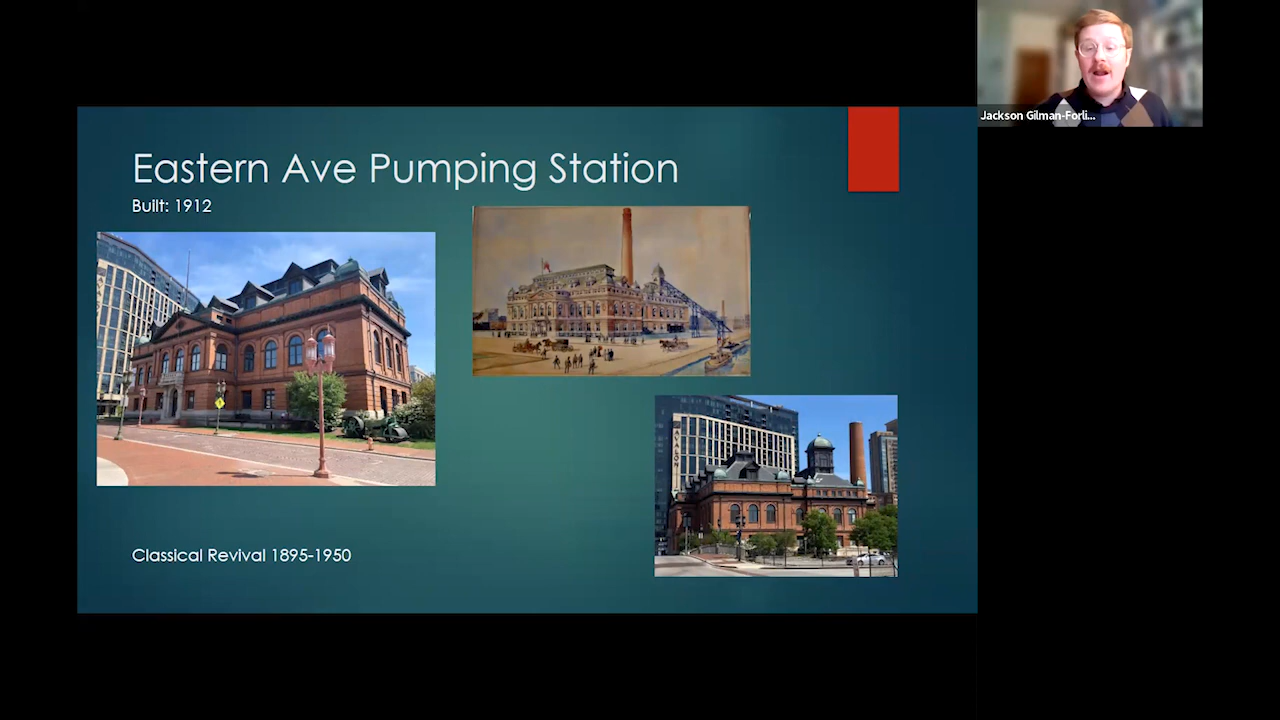 Eastern Ave Pumping Station
Built: 1912
Classical Revival 1895-1950
Jackson Gilman-Forli...